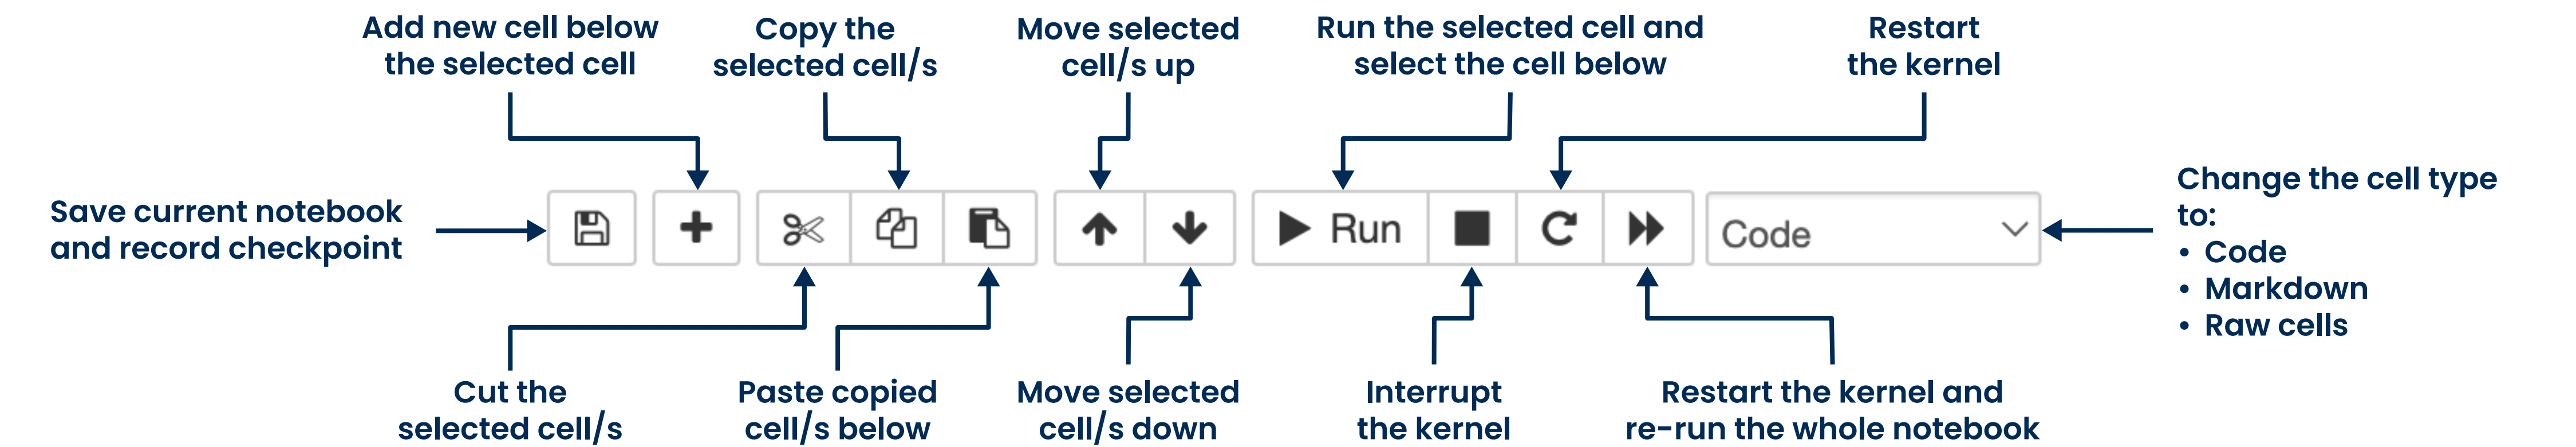 Add new cell below
the selected cell
Copy the
selected cell/s
Move selected
cell/s up
Run the selected cell and
select the cell below
Restart
the kernel
Save current notebook
and record checkpoint
Run
Code
Change the cell type
to:
• Code
• Markdown
• Raw cells
Cut the
selected cell/s
Paste copied
cell/s below
Move selected
cell/s down
Interrupt
the kernel
Restart the kernel and
re-run the whole notebook